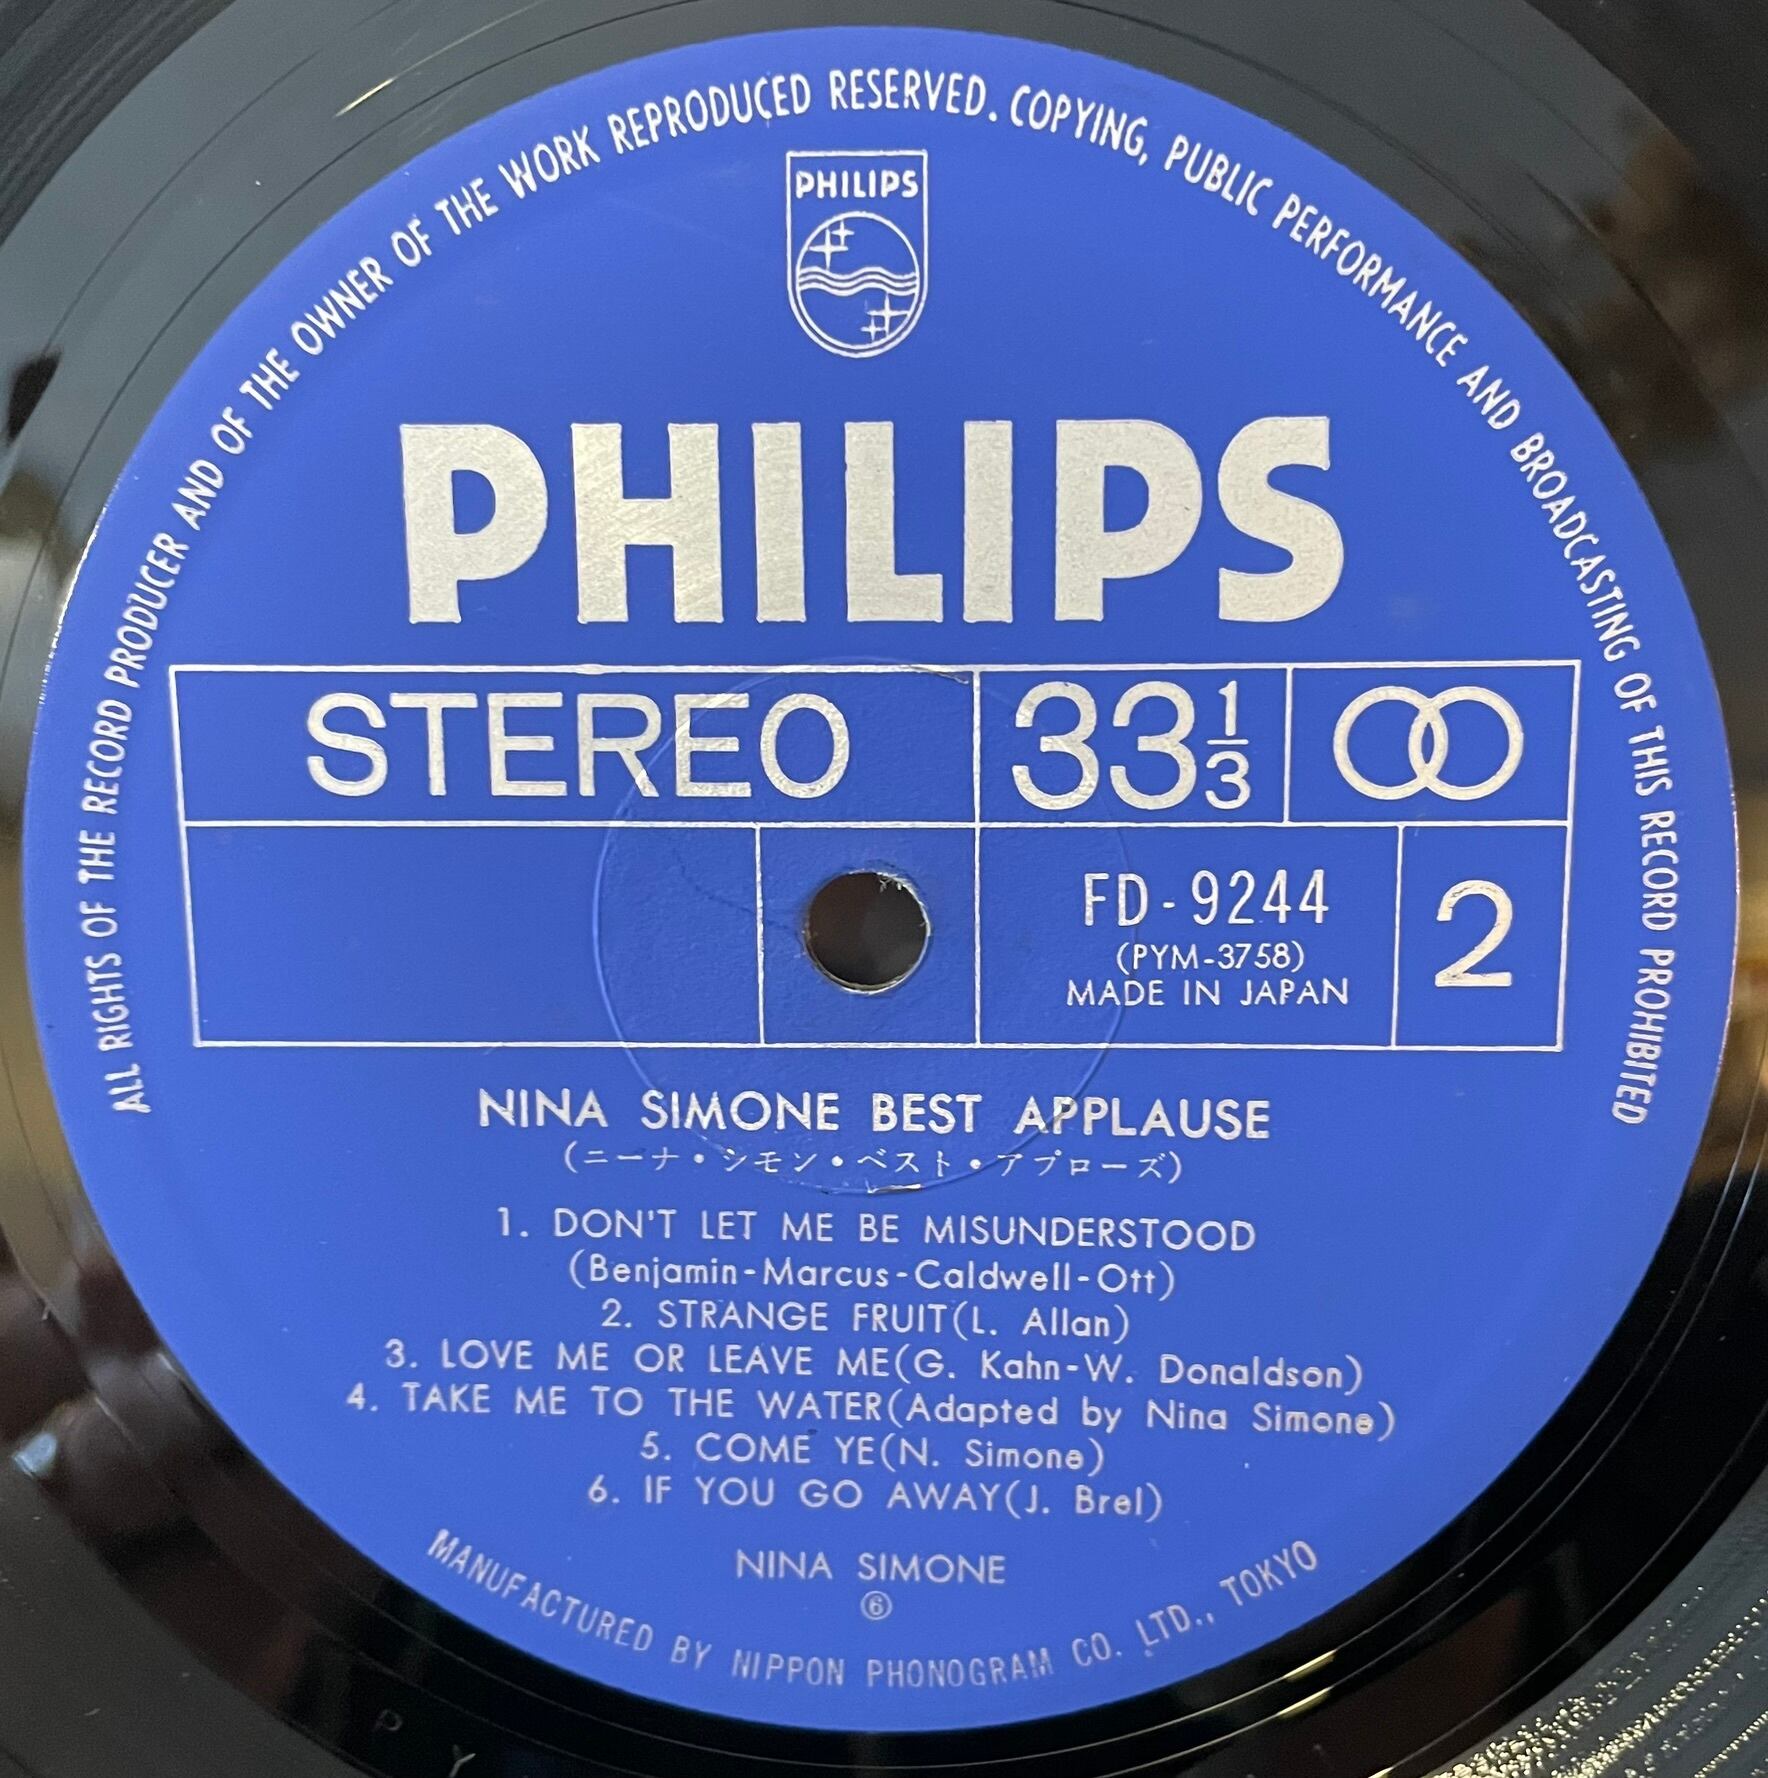 ALL RIGHTS OF THE RECORD PRODUCER AND OF THE OWNER OF THE WORK REPRODUCED RESERVED. COPYING, PUBLIC PERFORMANCE AND BROADCASTING OF THIS RECORD PROHIBITED
PHILIPS
PHILIPS
STEREO 33 1/3
FD-9244
(PYM-3758)
MADE IN JAPAN
2
NINA SIMONE BEST APPLAUSE
(ニーナ・シモン・ベスト・アプローズ)
1. DON'T LET ME BE MISUNDERSTOOD
(Benjamin-Marcus-Caldwell-Ott)
2. STRANGE FRUIT(L. Allan)
3. LOVE ME OR LEAVE ME(G. Kahn-W. Donaldson)
4. TAKE ME TO THE WATER(Adapted by Nina Simone)
5. COME YE(N. Simone)
6. IF YOU GO AWAY(J. Brel)
NINA SIMONE
⑥
MANUFACTURED BY NIPPON PHONOGRAM CO. LTD., TOKYO
P Y